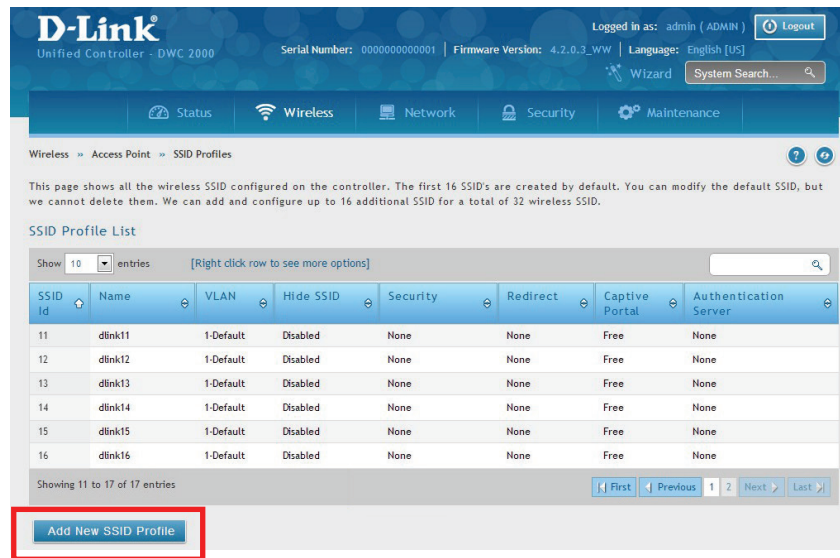 D-Link®
Unified Controller - DWC 2000
Logged in as: admin ( ADMIN ) Logout
Serial Number: 0000000000001 | Firmware Version: 4.2.0.3_WW | Language: English [US]
Wizard System Search...
Status Wireless Network Security Maintenance
Wireless » Access Point » SSID Profiles
This page shows all the wireless SSID configured on the controller. The first 16 SSID's are created by default. You can modify the default SSID, but
we cannot delete them. We can add and configure up to 16 additional SSID for a total of 32 wireless SSID.
SSID Profile List
Show 10 entries [Right click row to see more options]
SSID Id Name VLAN Hide SSID Security Redirect Captive Portal Authentication Server
11 dlink11 1-Default Disabled None None Free None
12 dlink12 1-Default Disabled None None Free None
13 dlink13 1-Default Disabled None None Free None
14 dlink14 1-Default Disabled None None Free None
15 dlink15 1-Default Disabled None None Free None
16 dlink16 1-Default Disabled None None Free None
Showing 11 to 17 of 17 entries First Previous 1 2 Next Last
Add New SSID Profile